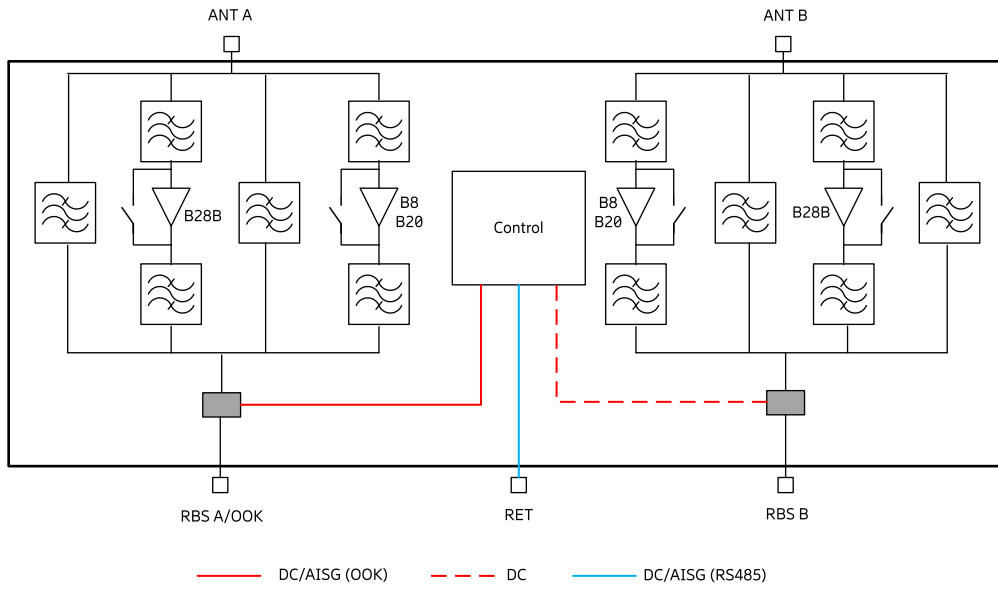 ANT A
ANT B
B28B
B8
B20
Control
B8
B20
B28B
RBS A/OOK
RET
RBS B
DC/AISG (OOK)
DC
DC/AISG (RS485)